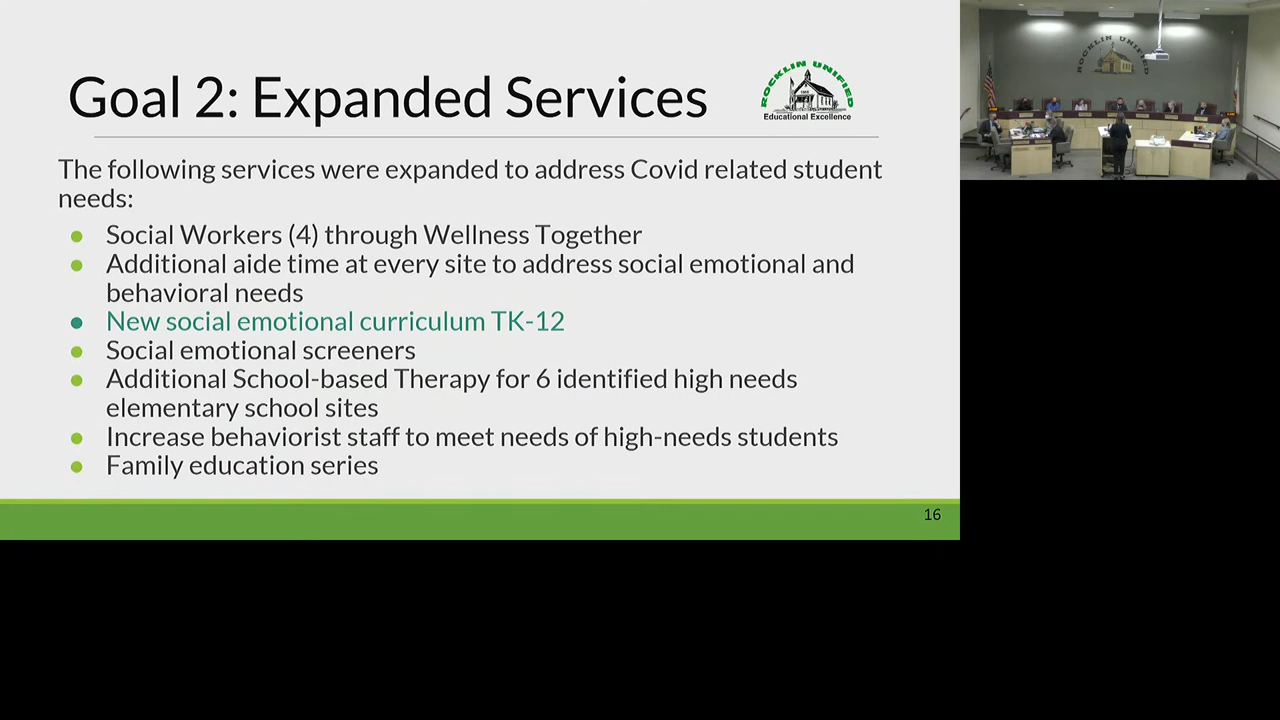 Goal 2: Expanded Services
ROCKLIN UNIFIED
Educational Excellence
The following services were expanded to address Covid related student
needs:
● Social Workers (4) through Wellness Together
● Additional aide time at every site to address social emotional and
behavioral needs
● New social emotional curriculum TK-12
● Social emotional screeners
● Additional School-based Therapy for 6 identified high needs
elementary school sites
● Increase behaviorist staff to meet needs of high-needs students
● Family education series
16
ROCKLIN UNIFIED